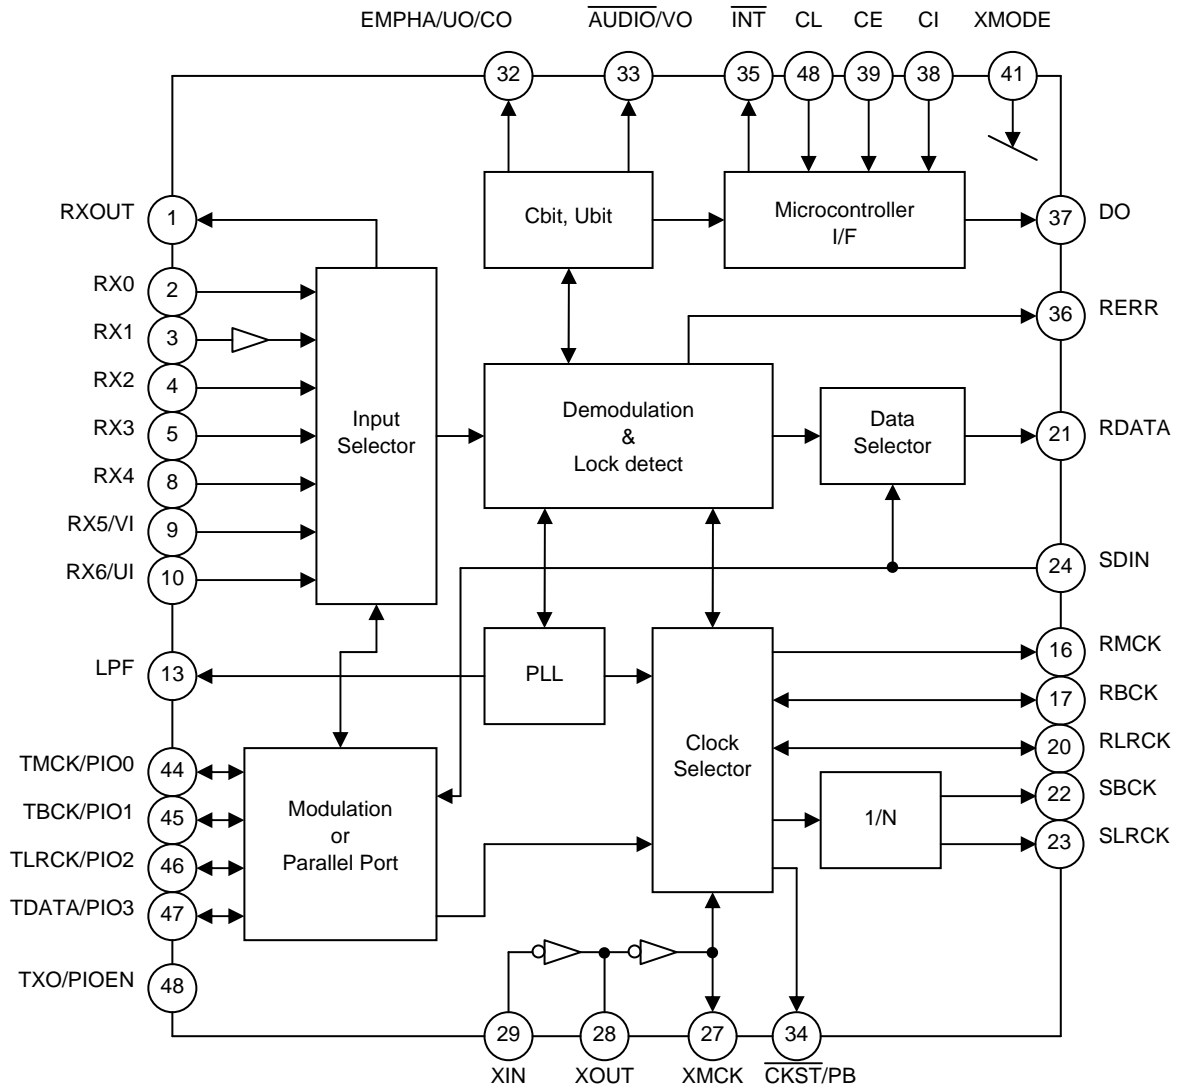 EMPHA/UO/CO AUDIO/VO INT CL CE CI XMODE
32 33 35 48 39 38 41
RXOUT
1
Cbit, Ubit
Microcontroller
I/F
37
DO
RX0
2
RX1
3
RX2
4
RX3
5
RX4
8
RX5/VI
9
RX6/UI
10
Input
Selector
36
RERR
Demodulation
&
Lock detect
Data
Selector
21
RDATA
24
SDIN
LPF
13
PLL
Clock
Selector
16
RMCK
17
RBCK
20
RLRCK
22
SBCK
23
SLRCK
1/N
TMCK/PIO0
44
TBCK/PIO1
45
TLRCK/PIO2
46
TDATA/PIO3
47
Modulation
or
Parallel Port
TXO/PIOEN
48
29 28 27 34
XIN XOUT XMCK CKST/PB